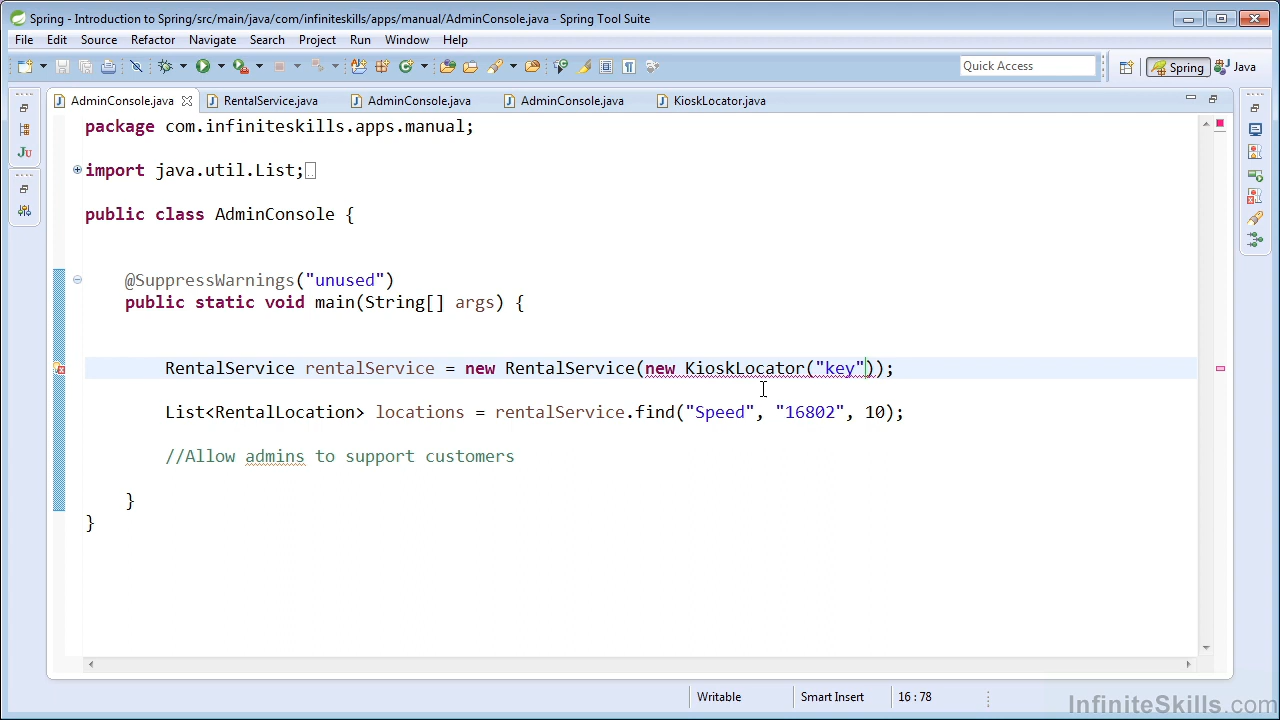 Spring - Introduction to Spring/src/main/java/com/infiniteskills/apps/manual/AdminConsole.java - Spring Tool Suite
File Edit Source Refactor Navigate Search Project Run Window Help
Quick Access Spring Java
AdminConsole.java RentalService.java AdminConsole.java AdminConsole.java KioskLocator.java
package com.infiniteskills.apps.manual;
import java.util.List;
public class AdminConsole {
@SuppressWarnings("unused")
public static void main(String[] args) {
RentalService rentalService = new RentalService(new KioskLocator("key"));
List<RentalLocation> locations = rentalService.find("Speed", "16802", 10);
//Allow admins to support customers
}
}
Writable Smart Insert 16 : 78
InfiniteSkills.com